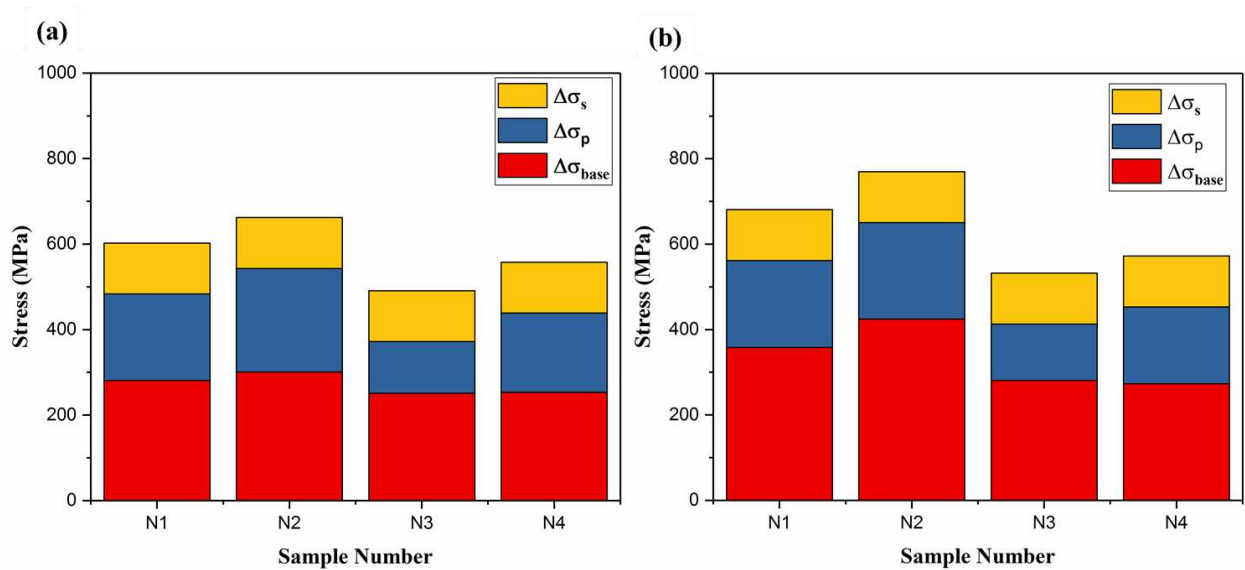 (a)
1000
800
600
400
200
0
Stress (MPa)
Δσs
Δσp
Δσbase
N1 N2 N3 N4
Sample Number
(b)
1000
800
600
400
200
0
Stress (MPa)
Δσs
Δσp
Δσbase
N1 N2 N3 N4
Sample Number